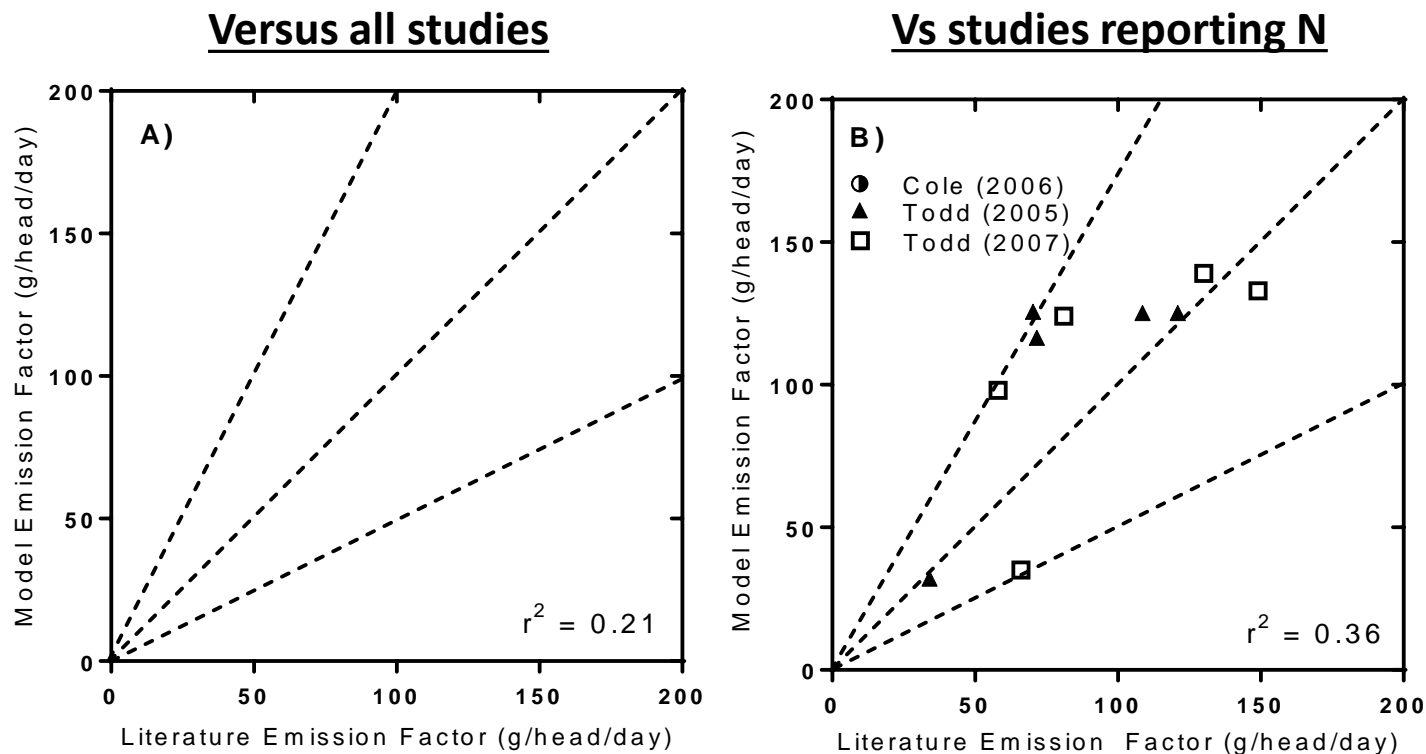 Versus all studies
Vs studies reporting N
A)
200
150
100
50
0
Model Emission Factor (g/head/day)
r² = 0.21
0 50 100 150 200
Literature Emission Factor (g/head/day)
B)
Cole (2006)
Todd (2005)
Todd (2007)
200
150
100
50
0
Model Emission Factor (g/head/day)
r² = 0.36
0 50 100 150 200
Literature Emission Factor (g/head/day)